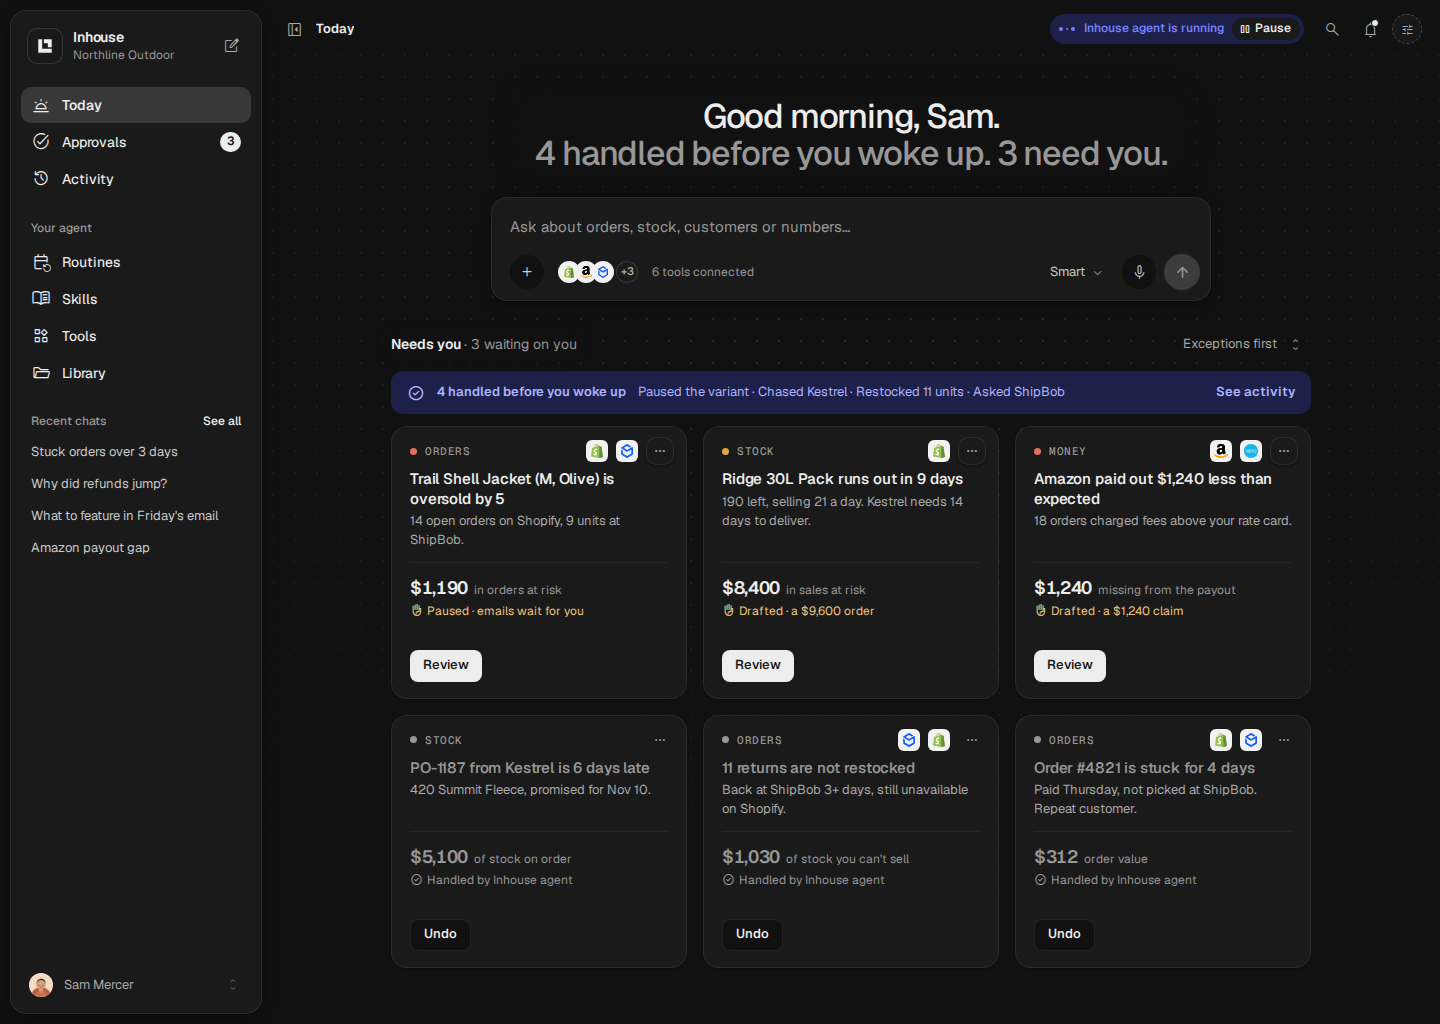 Inhouse
Northline Outdoor
Today
Approvals
3
Activity
Your agent
Routines
Skills
Tools
Library
Recent chats
See all
Stuck orders over 3 days
Why did refunds jump?
What to feature in Friday's email
Amazon payout gap
Sam Mercer
Today
Inhouse agent is running
Pause
Good morning, Sam.
4 handled before you woke up. 3 need you.
Ask about orders, stock, customers or numbers…
+3
6 tools connected
Smart
Needs you · 3 waiting on you
Exceptions first
4 handled before you woke up
Paused the variant · Chased Kestrel · Restocked 11 units · Asked ShipBob
See activity
ORDERS
Trail Shell Jacket (M, Olive) is
oversold by 5
14 open orders on Shopify, 9 units at
ShipBob.
$1,190 in orders at risk
Paused · emails wait for you
Review
STOCK
Ridge 30L Pack runs out in 9 days
190 left, selling 21 a day. Kestrel needs 14
days to deliver.
$8,400 in sales at risk
Drafted · a $9,600 order
Review
MONEY
Amazon paid out $1,240 less than
expected
18 orders charged fees above your rate card.
$1,240 missing from the payout
Drafted · a $1,240 claim
Review
STOCK
PO-1187 from Kestrel is 6 days late
420 Summit Fleece, promised for Nov 10.
$5,100 of stock on order
Handled by Inhouse agent
Undo
ORDERS
11 returns are not restocked
Back at ShipBob 3+ days, still unavailable
on Shopify.
$1,030 of stock you can't sell
Handled by Inhouse agent
Undo
ORDERS
Order #4821 is stuck for 4 days
Paid Thursday, not picked at ShipBob.
Repeat customer.
$312 order value
Handled by Inhouse agent
Undo